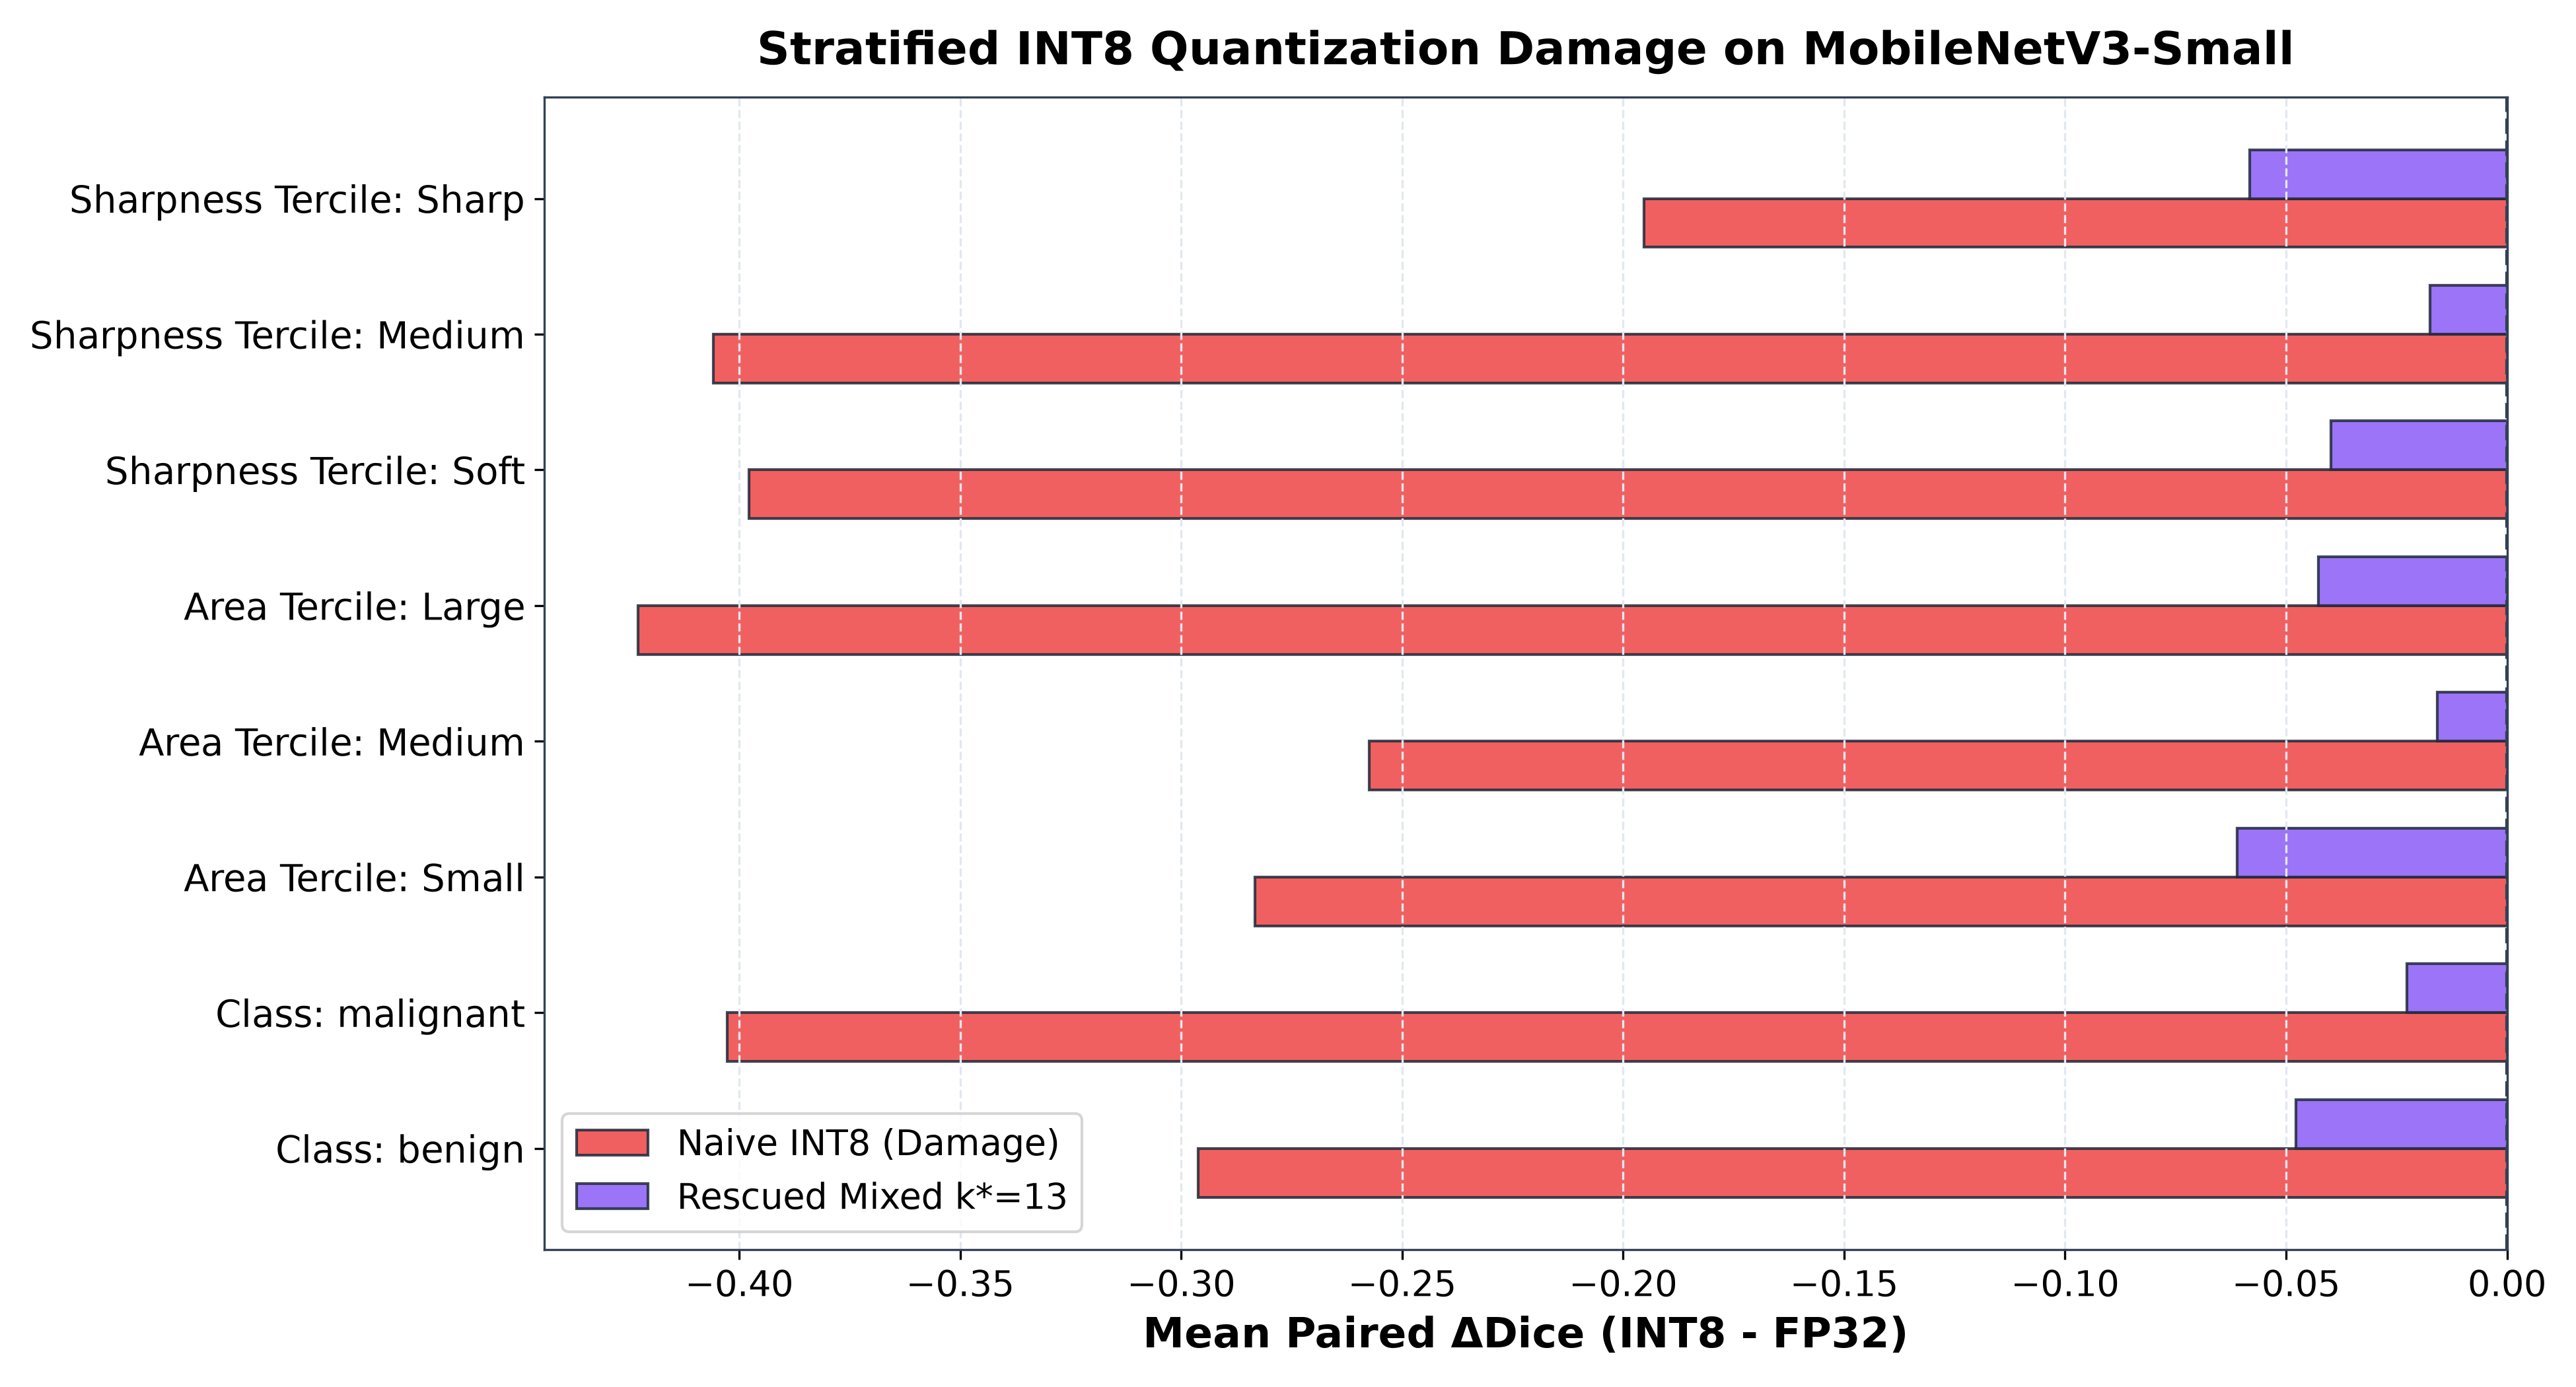 Stratified INT8 Quantization Damage on MobileNetV3-Small
Sharpness Tercile: Sharp
Sharpness Tercile: Medium
Sharpness Tercile: Soft
Area Tercile: Large
Area Tercile: Medium
Area Tercile: Small
Class: malignant
Class: benign
Naive INT8 (Damage)
Rescued Mixed k*=13
−0.40 −0.35 −0.30 −0.25 −0.20 −0.15 −0.10 −0.05 0.00
Mean Paired ΔDice (INT8 - FP32)